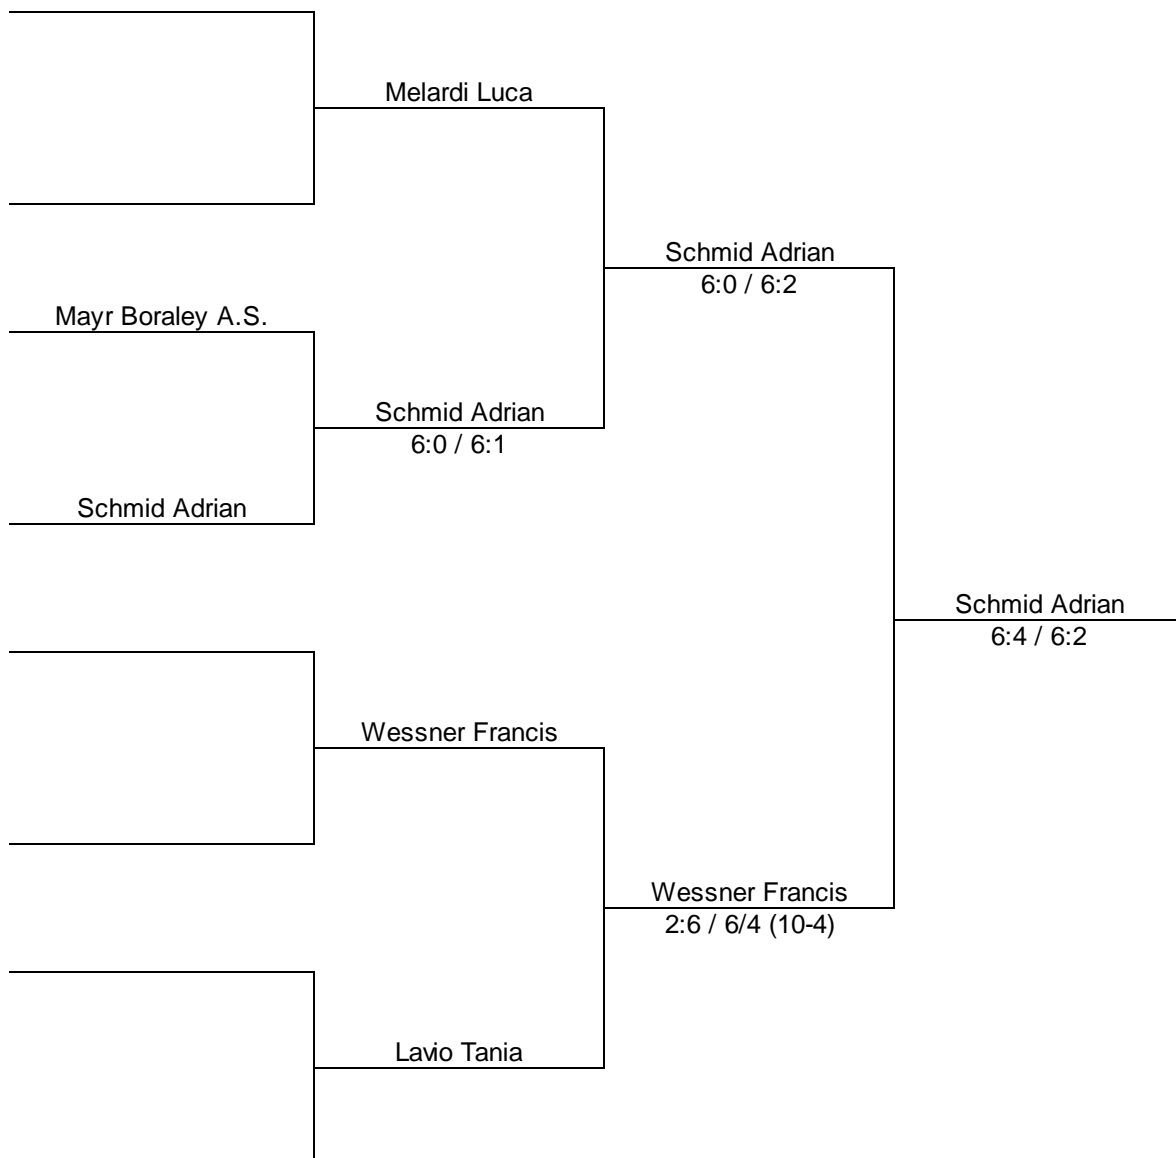 Melardi Luca
Schmid Adrian
6:0 / 6:2
Mayr Boraley A.S.
Schmid Adrian
6:0 / 6:1
Schmid Adrian
Schmid Adrian
6:4 / 6:2
Wessner Francis
Wessner Francis
2:6 / 6/4 (10-4)
Lavio Tania